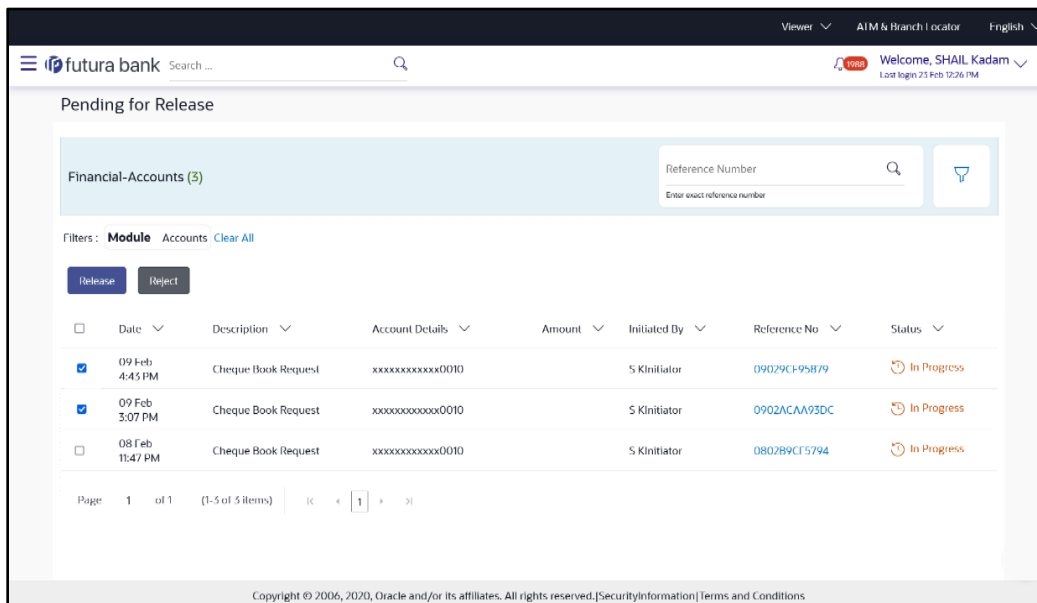 Viewer ATM & Branch Locator English
futura bank Search ... 1988 Welcome, SHAIL Kadam
Last login 23 Feb 12:26 PM
Pending for Release
Financial-Accounts (3)
Reference Number
Enter exact reference number
Filters : Module Accounts Clear All
Release Reject
Date Description Account Details Amount Initiated By Reference No Status
09 Feb
4:43 PM Cheque Book Request xxxxxxxxxxxx0010 S KInitiator 09029CF95B79 In Progress
09 Feb
3:07 PM Cheque Book Request xxxxxxxxxxxx0010 S KInitiator 0902ACAA93DC In Progress
08 Feb
11:47 PM Cheque Book Request xxxxxxxxxxxx0010 S KInitiator 0802B9CF5794 In Progress
Page 1 of 1 (1-3 of 3 items) 1
Copyright © 2006, 2020, Oracle and/or its affiliates. All rights reserved.|SecurityInformation|Terms and Conditions